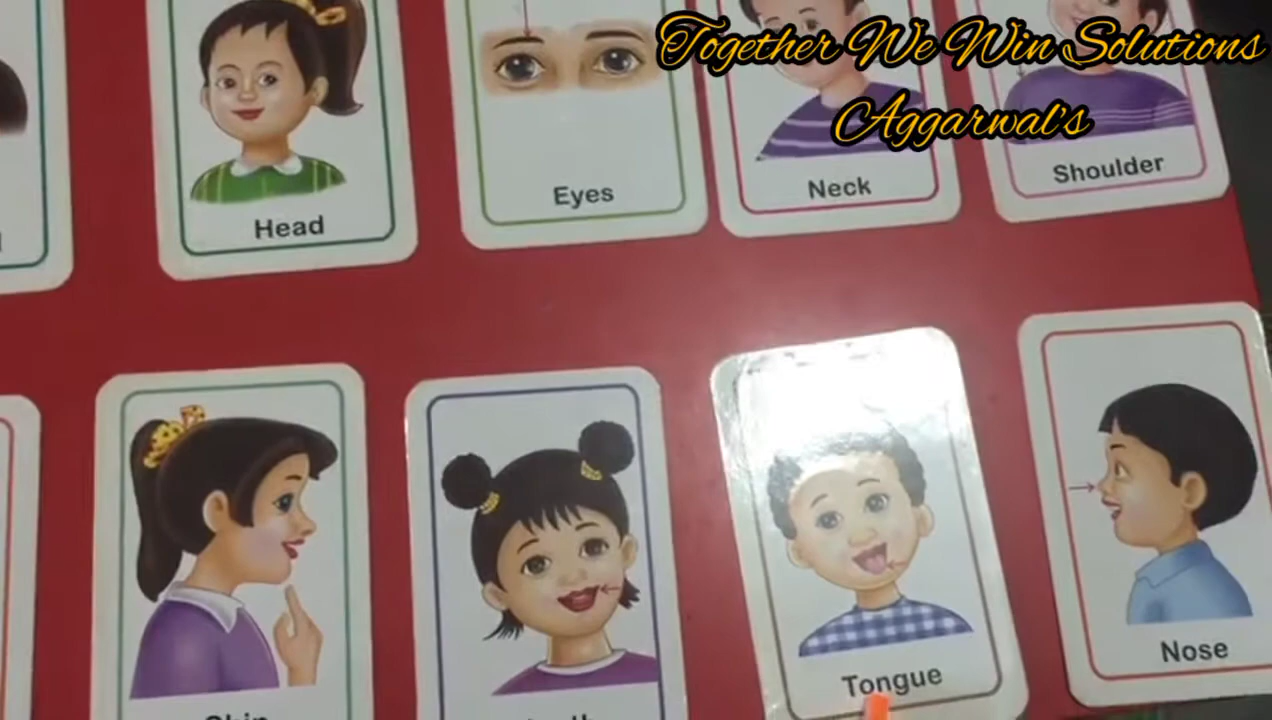 Together We Win Solutions
Aggarwal's
Head
Eyes
Neck
Shoulder
Tongue
Nose